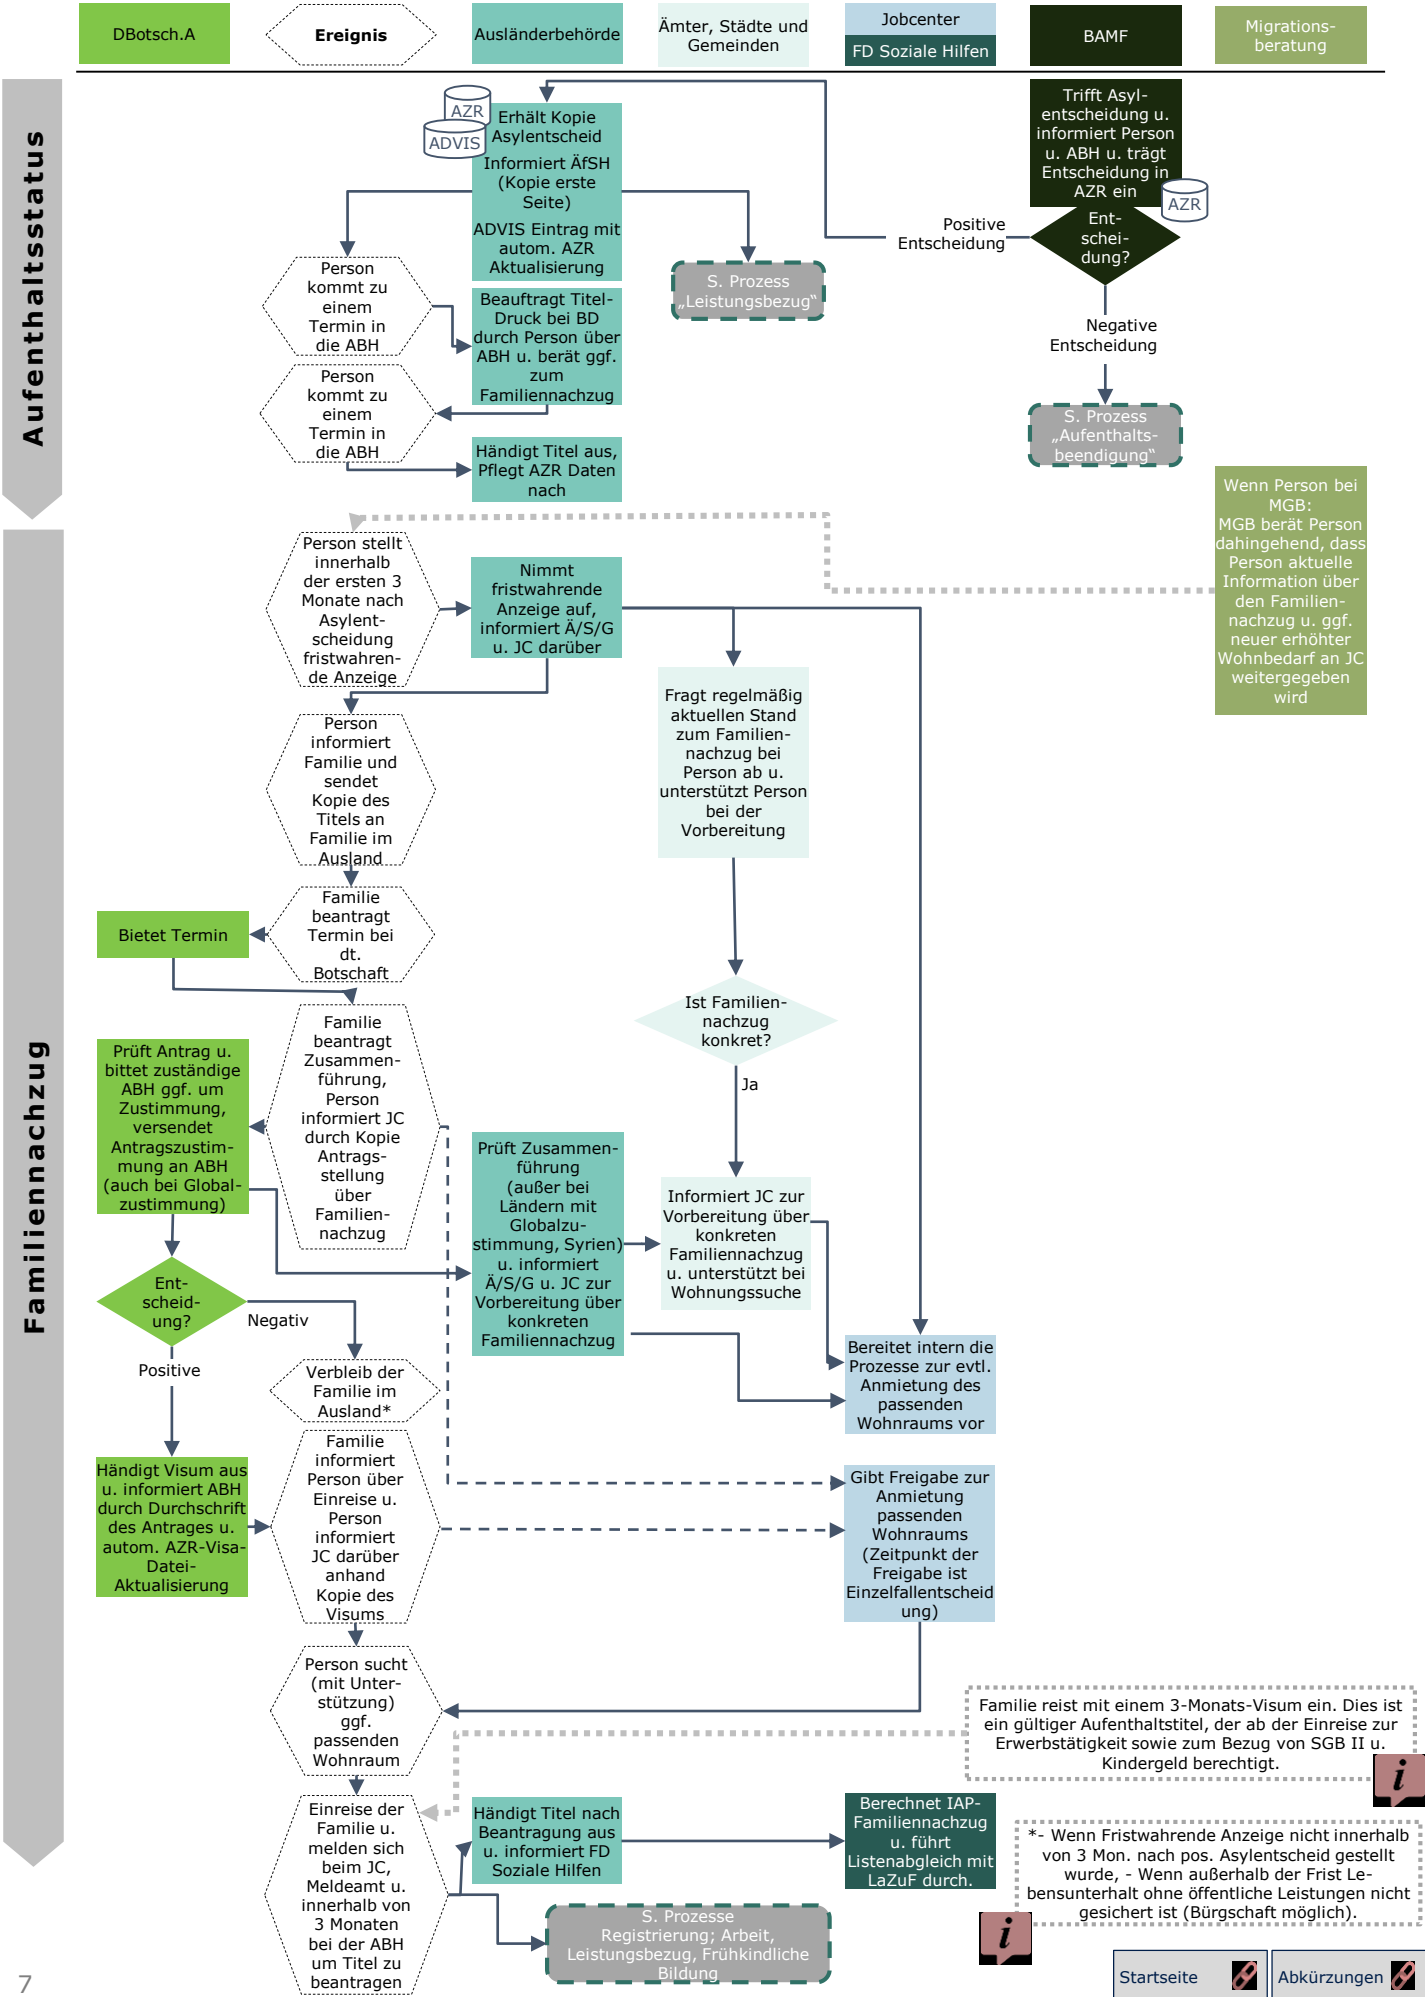 DBotsch.A
Ereignis
Ausländerbehörde
Ämter, Städte und
Gemeinden
Jobcenter
FD Soziale Hilfen
BAMF
Migrations-
beratung
Aufenthaltsstatus
AZR
ADVIS
Erhält Kopie
Asylentscheid
Informiert ÄfSH
(Kopie erste
Seite)
ADVIS Eintrag mit
autom. AZR
Aktualisierung
Trifft Asyl-
entscheidung u.
informiert Person
u. ABH u. trägt
Entscheidung in
AZR ein
AZR
Ent-
schei-
dung?
Positive
Entscheidung
Negative
Entscheidung
S. Prozess
„Leistungsbezug“
S. Prozess
„Aufenthalts-
beendigung“
Person
kommt zu
einem
Termin in
die ABH
Beauftragt Titel-
Druck bei BD
durch Person über
ABH u. berät ggf.
zum
Familiennachzug
Person
kommt zu
einem
Termin in
die ABH
Händigt Titel aus,
Pflegt AZR Daten
nach
Wenn Person bei
MGB:
MGB berät Person
dahingehend, dass
Person aktuelle
Information über
den Familien-
nachzug u. ggf.
neuer erhöhter
Wohnbedarf an JC
weitergegeben
wird
Familiennachzug
Person stellt
innerhalb
der ersten 3
Monate nach
Asylent-
scheidung
fristwahren-
de Anzeige
Nimmt
fristwahrende
Anzeige auf,
informiert Ä/S/G
u. JC darüber
Person
informiert
Familie und
sendet
Kopie des
Titels an
Familie im
Ausland
Fragt regelmäßig
aktuellen Stand
zum Familien-
nachzug bei
Person ab u.
unterstützt Person
bei der
Vorbereitung
Familie
beantragt
Termin bei
dt.
Botschaft
Bietet Termin
Ist Familien-
nachzug
konkret?
Ja
Familie
beantragt
Zusammen-
führung,
Person
informiert JC
durch Kopie
Antrags-
stellung
über
Familien-
nachzug
Prüft Antrag u.
bittet zuständige
ABH ggf. um
Zustimmung,
versendet
Antragszustim-
mung an ABH
(auch bei Global-
zustimmung)
Prüft Zusammen-
führung
(außer bei
Ländern mit
Globalzu-
stimmung, Syrien)
u. informiert
Ä/S/G u. JC zur
Vorbereitung über
konkreten
Familiennachzug
Informiert JC zur
Vorbereitung über
konkreten
Familiennachzug
u. unterstützt bei
Wohnungssuche
Ent-
scheid-
ung?
Negativ
Positive
Verbleib der
Familie im
Ausland*
Bereitet intern die
Prozesse zur evtl.
Anmietung des
passenden
Wohnraums vor
Händigt Visum aus
u. informiert ABH
durch Durchschrift
des Antrages u.
autom. AZR-Visa-
Datei-
Aktualisierung
Familie
informiert
Person über
Einreise u.
Person
informiert
JC darüber
anhand
Kopie des
Visums
Gibt Freigabe zur
Anmietung
passenden
Wohnraums
(Zeitpunkt der
Freigabe ist
Einzelfallentscheid
ung)
Person sucht
(mit Unter-
stützung)
ggf.
passenden
Wohnraum
Familie reist mit einem 3-Monats-Visum ein. Dies ist
ein gültiger Aufenthaltstitel, der ab der Einreise zur
Erwerbstätigkeit sowie zum Bezug von SGB II u.
Kindergeld berechtigt.
i
Einreise der
Familie u.
melden sich
beim JC,
Meldeamt u.
innerhalb von
3 Monaten
bei der ABH
um Titel zu
beantragen
Händigt Titel nach
Beantragung aus
u. informiert FD
Soziale Hilfen
Berechnet IAP-
Familiennachzug
u. führt
Listenabgleich mit
LaZuF durch.
S. Prozesse
Registrierung; Arbeit,
Leistungsbezug, Frühkindliche
Bildung
*- Wenn Fristwahrende Anzeige nicht innerhalb
von 3 Mon. nach pos. Asylentscheid gestellt
wurde, - Wenn außerhalb der Frist Le-
bensunterhalt ohne öffentliche Leistungen nicht
gesichert ist (Bürgschaft möglich).
i
7
Startseite
Abkürzungen